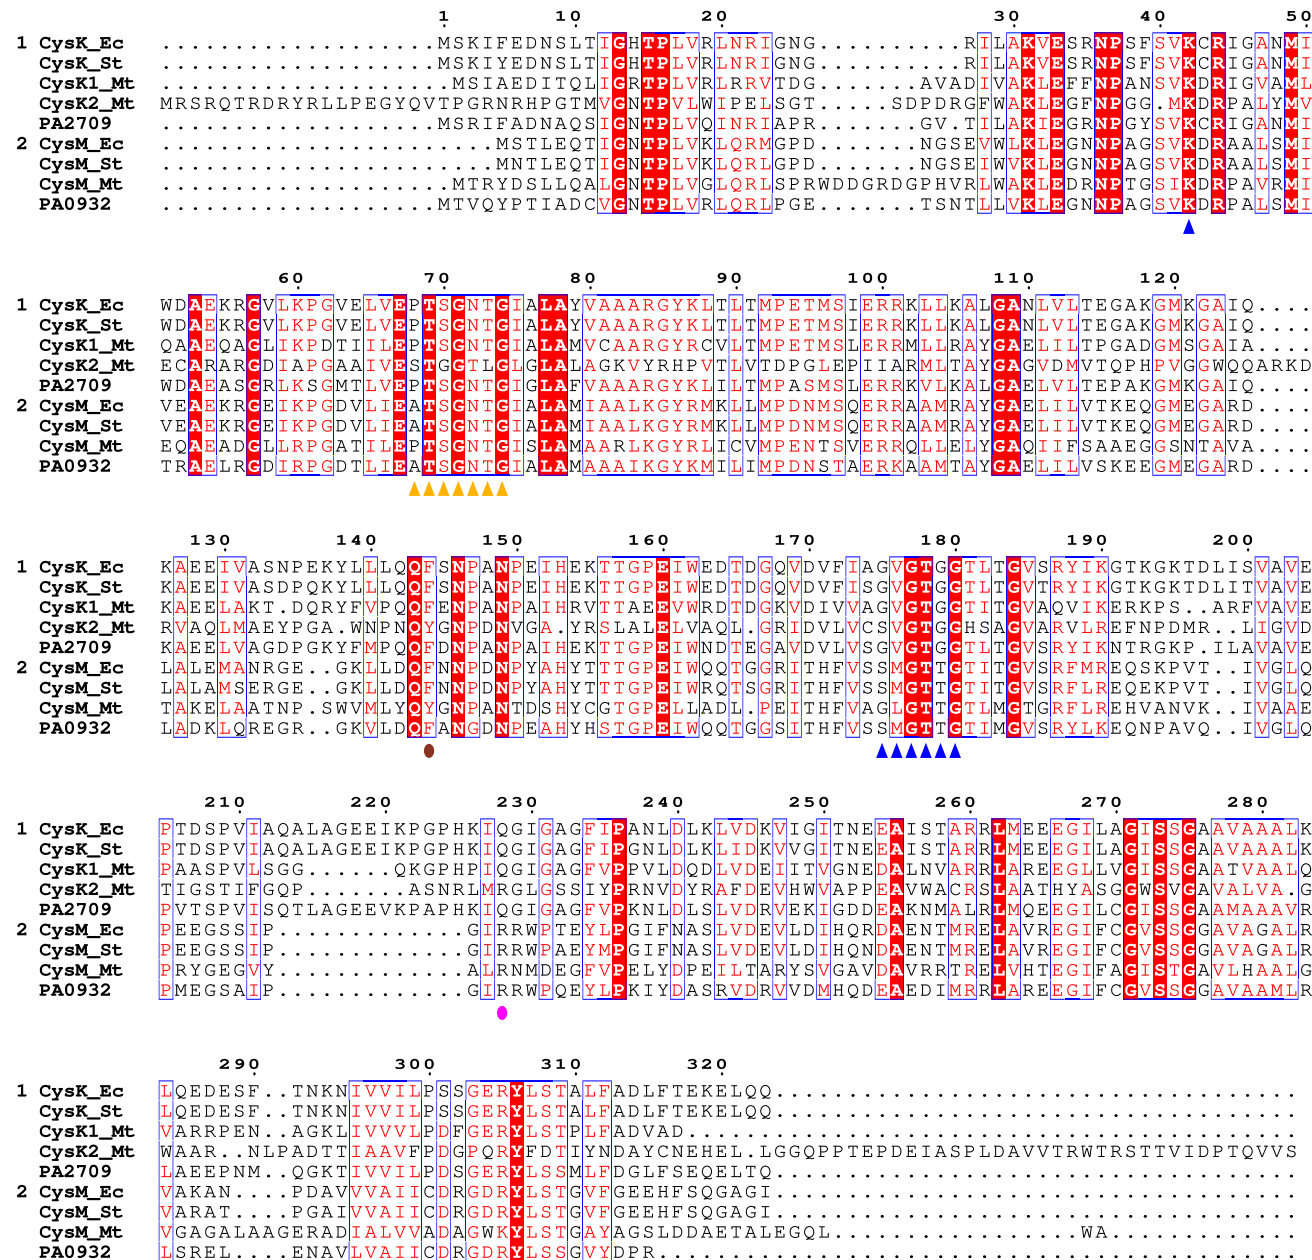 1 10 20 30 40 50
1 CysK_Ec ...................MSKIFEDNSLTIGHTPLVRLNRIGNG..........RILAKVESRNPSFSVKCRIGANMI
CysK_St ...................MSKIYEDNSLTIGHTPLVRLNRIGNG..........RILAKVESRNPSFSVKCRIGANMI
CysK1_Mt ....................MSIAEDITQLIGRTPLVRLRRVTDG.......AVADIVAKLEFFNPANSVKDRIGVAML
CysK2_Mt MRSRQTRDRYRLLPEGYQVTPGRNRHPGTMVGNTPVLWIPELSGT.....SDPDRGFWAKLEGFNPGG.MKDRPALYMV
PA2709 ...................MSRIFADNAQSIGNTPLVQINRIAPR.......GV.TILAKIEGRNPGYSVKCRIGANMI
2 CysM_Ec .......................MSTLEQTIGNTPLVKLQRMGPD.......NGSEVWLKLEGNNPAGSVKDRAALSMI
CysM_St .......................MNTLEQTIGNTPLVKLQRLGPD.......NGSEIWVKLEGNNPAGSVKDRAALSMI
CysM_Mt ....................MTRYDSLLQALGNTPLVGLQRLSPRWDDGRDGPHVRLWAKLEDRNPTGSIKDRPAVRMI
PA0932 ...................MTVQYPTIADCVGNTPLVRLQRLPGE.......TSNTLLVKLEGNNPAGSVKDRPALSMI
60 70 80 90 100 110 120
1 CysK_Ec WDAEKRGVLKPGVELVEPTSGNTGIALAYVAAARGYKLTLTMPETMSIERRKLLKALGANLVLTEGAKGMKGAIQ....
CysK_St WDAEKRGVLKPGVELVEPTSGNTGIALAYVAAARGYKLTLTMPETMSIERRKLLKALGANLVLTEGAKGMKGAIQ....
CysK1_Mt QAAEQAGLIKPDTIILEPTSGNTGIALAMVCAARGYRCVLTMPETMSLERRMLLRAYGAELILTPGADGMSGAIA....
CysK2_Mt ECARARGDIAPGAAIVESTGGTLGLGLALAGKVYRHPVTLVTDPGLEPIIARMLTAYGAGVDMVTQPHPVGGWQQARKD
PA2709 WDAEASGRLKSGMTLVEPTSGNTGIGLAFVAAARGYKLILTMPASMSLERRKVLKALGAELVLTEPAKGMKGAIQ....
2 CysM_Ec VEAEKRGEIKPGDVLIEATSGNTGIALAMIAALKGYRMKLLMPDNMSQERRAAMRAYGAELILVTKEQGMEGARD....
CysM_St VEAEKRGEIKPGDVLIEATSGNTGIALAMIAALKGYRMKLLMPDNMSQERRAAMRAYGAELILVTKEQGMEGARD....
CysM_Mt EQAEADGLLRPGATILEPTSGNTGISLAMAARLKGYRLICVMPENTSVERRQLLELYGAQIIFSAAEGGSNTAVA....
PA0932 TRAELRGDIRPGDTLIEATSGNTGIALAMAAAIKGYKMILIMPDNSTAERKAAMTAYGAELILVSKEEGMEGARD....
130 140 150 160 170 180 190 200
1 CysK_Ec KAEEIVASNPEKYLLLQQFSNPANPEIHEKTTGPEIWEDTDGQVDVFIAGVGTGGTLTGVSRYIKGTKGKTDLISVAVE
CysK_St KAEEIVASDPQKYLLLQQFSNPANPEIHEKTTGPEIWEDTDGQVDVFISGVGTGGTLTGVTRYIKGTKGKTDLITVAVE
CysK1_Mt KAEELAKT.DQRYFVPQQFENPANPAIHRVTTAEEVWRDTDGKVDIVVAGVGTGGTITGVAQVIKERKPS..ARFVAVE
CysK2_Mt RVAQLMAEYPGA.WNPNQYGNPDNVGA.YRSLALELVAQL.GRIDVLVCSVGTGGHSAGVARVLREFNPDMR..LIGVD
PA2709 KAEELVAGDPGKYFMPQQFDNPANPAIHEKTTGPEIWNDTEGAVDVLVSGVGTGGTITGVSRYIKNTRGKP.ILAVAVE
2 CysM_Ec LALEMANRGE..GKLLDQFNNPDNPYAHYTTTGPEIWQQTGGRITHFVSSMGTTGTITGVSRFMREQSKPVT..IVGLQ
CysM_St LALAMSERGE..GKLLDQFNNPDNPYAHYTTTGPEIWRQTSGRITHFVSSMGTTGTITGVSRFLREQEKPVT..IVGLQ
CysM_Mt TAKELAATNP.SWVMLYQYGNPANTDSHYCGTGPELLADL.PEITHFVAGLGTTGTLMGTGRFLREHVANVK..IVAAE
PA0932 LADKLQREGR..GKVLDQFANGDNPEAHYHSTGPEIWQQTGGSITHFVSSMGTTGTIMGVSRYLKEQNPAVQ..IVGLQ
210 220 230 240 250 260 270 280
1 CysK_Ec PTDSPVIAQALAGEEIKPGPHKIQGIGAGFIPANLDLKLVDKVIGITNEEAISTARRLMEEEGILAGISSGAAVAAALK
CysK_St PTDSPVIAQALAGEEIKPGPHKIQGIGAGFIPGNLDLKLIDKVVGITNEEAISTARRLMEEEGILAGISSGAAVAAALK
CysK1_Mt PAASPVLSGG......QKGPHPIQGIGAGFVPPVLDQDLVDEIITVGNEDALNVARRLAREEGLLVGISSGAATVAALQ
CysK2_Mt TIGSTIFGQP.......ASNRLMRGLGSSIYPRNVDYRAFDEVHWVAPPEAVWACRSLAATHYASGGWSVGAVALVA.G
PA2709 PVTSPVISQTLAGEEVKPAPHKIQGIGAGFVPKNLDLSLVDRVEKIGDDEAKNMALRLMQEEGILCGISSGAAMAAAVR
2 CysM_Ec PEEGSSIP.............GIRRWPTEYLPGIFNASLVDEVLDIHQRDAENTMRELAVREGIFCGVSSGGAVAGALR
CysM_St PEEGSSIP.............GIRRWPAEYMPGIFNASLVDEVLDIHQNDAENTMRELAVREGIFCGVSSGGAVAGALR
CysM_Mt PRYGEGVY.............ALRNMDEGFVPELYDPEILTARYSVGAVDAVRRTRELVHTEGIFAGISTGAVLHAALG
PA0932 PMEGSAIP.............GIRRWPQEYLPKIYDASRVDRVVDMHQDEAEDIMRRLAREEGIFCGVSSGGAVAAMLR
290 300 310 320
1 CysK_Ec LQEDESF..TNKNIVVILPSSGERYLSTALFADLFTEKELQQ....................................
CysK_St LQEDESF..TNKNIVVILPSSGERYLSTALFADLFTEKELQQ....................................
CysK1_Mt VARRPEN..AGKLIVVVLPDFGERYLSTPLFADVAD..........................................
CysK2_Mt WAAR..NLPADTTIAAVFPDGPQRYFDTIYNDAYCNEHEL.LGGQPPTEPDEIASPLDAVVTRWTRSTTVIDPTQVVS
PA2709 LAEEPNM..QGKTIVVILPDSGERYLSSMLFDGLFSEQELTQ....................................
2 CysM_Ec VAKAN....PDAVVVAIICDRGDRYLSTGVFGEEHFSQGAGI....................................
CysM_St VARAT....PGAIVVAIICDRGDRYLSTGVFGEEHFSQGAGI....................................
CysM_Mt VGAGALAAGERADIALVVADAGWKYLSTGAYAGSLDDAETALEGQL.................WA.............
PA0932 LSREL....ENAVLVAIICDRGDRYLSSGVYDPR............................................